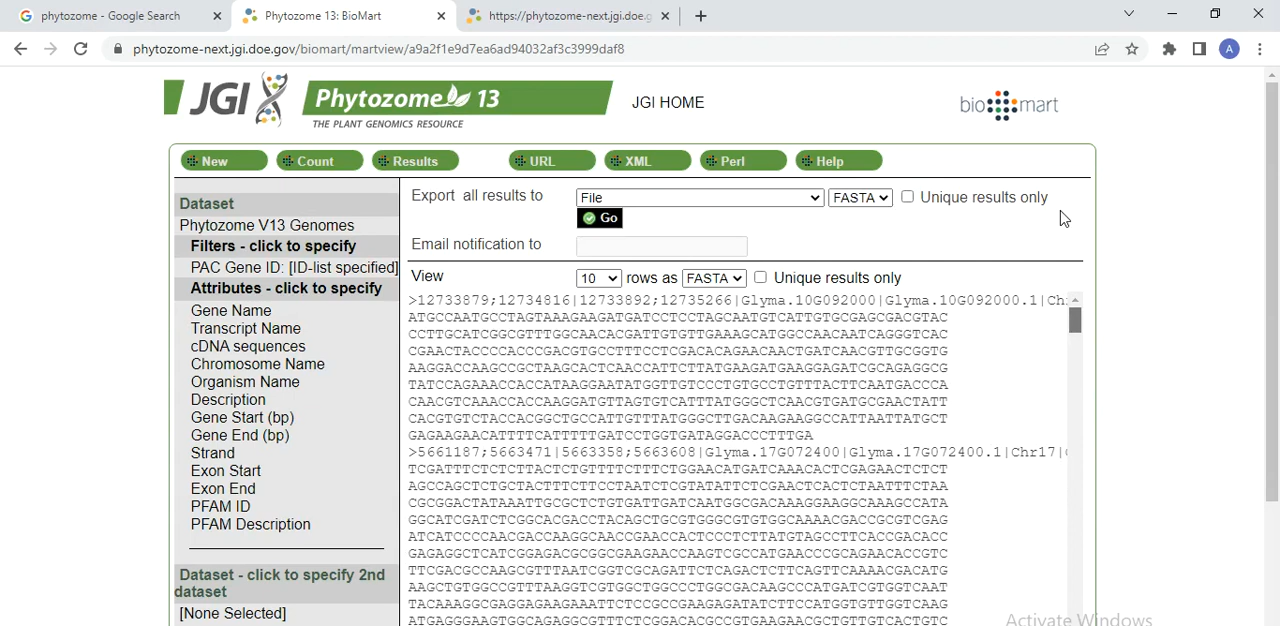 phytozome - Google Search
Phytozome 13: BioMart
https://phytozome-next.jgi.doe.g
phytozome-next.jgi.doe.gov/biomart/martview/a9a2f1e9d7ea6ad94032af3c3999daf8
A
JGI
Phytozome 13
THE PLANT GENOMICS RESOURCE
JGI HOME
biomart
New
Count
Results
URL
XML
Perl
Help
Dataset
Phytozome V13 Genomes
Filters - click to specify
PAC Gene ID: [ID-list specified]
Attributes - click to specify
Gene Name
Transcript Name
cDNA sequences
Chromosome Name
Organism Name
Description
Gene Start (bp)
Gene End (bp)
Strand
Exon Start
Exon End
PFAM ID
PFAM Description
Dataset - click to specify 2nd
dataset
[None Selected]
Export all results to
File
FASTA
Unique results only
Go
Email notification to
View
10 rows as FASTA Unique results only
>12733879;12734816|12733892;12735266|Glyma.10G092000|Glyma.10G092000.1|Ch
ATGCCAATGCCTAGTAAAGAAGATGATCCTCCTAGCAATGTCATTGTGCGAGCGACGTAC
CCTTGCATCGGCGTTTGGCAACACGATTGTGTTGAAAGCATGGCCAACAATCAGGGTCAC
CGAACTACCCCACCCGACGTGCCTTTCCTCGACACAGAACAACTGATCAACGTTGCGGTG
AAGGACCAAGCCGCTAAGCACTCAACCATTCTTATGAAGATGAAGGAGATCGCAGAGGCG
TATCCAGAAACCACCATAAGGAATATGGTTGTCCCTGTGCCTGTTTACTTCAATGACCCA
CAACGTCAAACCACCAAGGATGTTAGTGTCATTTATGGGCTCAACGTGATGCGAACTATT
CACGTGTCTACCACGGCTGCCATTGTTTATGGGCTTGACAAGAAGGCCATTAATTATGCT
GAGAAGAACATTTTCATTTTTGATCCTGGTGATAGGACCCTTTGA
>5661187;5663471|5663358;5663608|Glyma.17G072400|Glyma.17G072400.1|Chr17|
TCGATTTCTCTCTTACTCTGTTTTCTTTCTGGAACATGATCAAACACTCGAGAACTCTCT
AGCCAGCTCTGCTACTTTCTTCCTAATCTCGTATATTCTCGAACTCACTCTAATTTCTAA
CGCGGACTATAAATTGCGCTCTGTGATTGATCAATGGCGACAAAGGAAGGCAAAGCCATA
GGCATCGATCTCGGCACGACCTACAGCTGCGTGGGCGTGTGGCAAAACGACCGCGTCGAG
ATCATCCCCAACGACCAAGGCAACCGAACCACTCCCTCTTATGTAGCCTTCACCGACACC
GAGAGGCTCATCGGAGACGCGGCGAAGAACCAAGTCGCCATGAACCCGCAGAACACCGTC
TTCGACGCCAAGCGTTTAATCGGTCGCAGATTCTCAGACTCTTCAGTTCAAAACGACATG
AAGCTGTGGCCGTTTAAGGTCGTGGCTGGCCCTGGCGACAAGCCCATGATCGTGGTCAAT
TACAAAGGCGAGGAGAAGAAATTCTCCGCCGAAGAGATATCTTCCATGGTGTTGGTCAAG
ATGAGGGAAGTGGCAGAGGCGTTTCTCGGACACGCCGTGAAGAACGCTGTTGTCACTGTC
Activate Windows